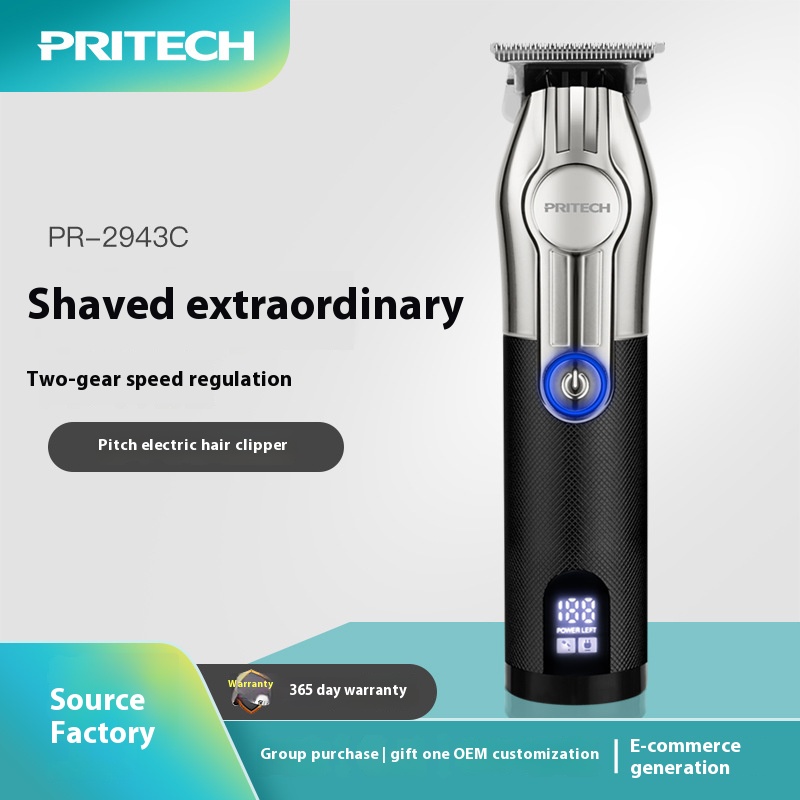 PRITECH
PR-2943C
Shaved extraordinary
Two-gear speed regulation
Pitch electric hair clipper
PRITECH
188
POWER LEFT
Warranty
365 day warranty
Source
Factory
Group purchase | gift one OEM customization
E-commerce
generation